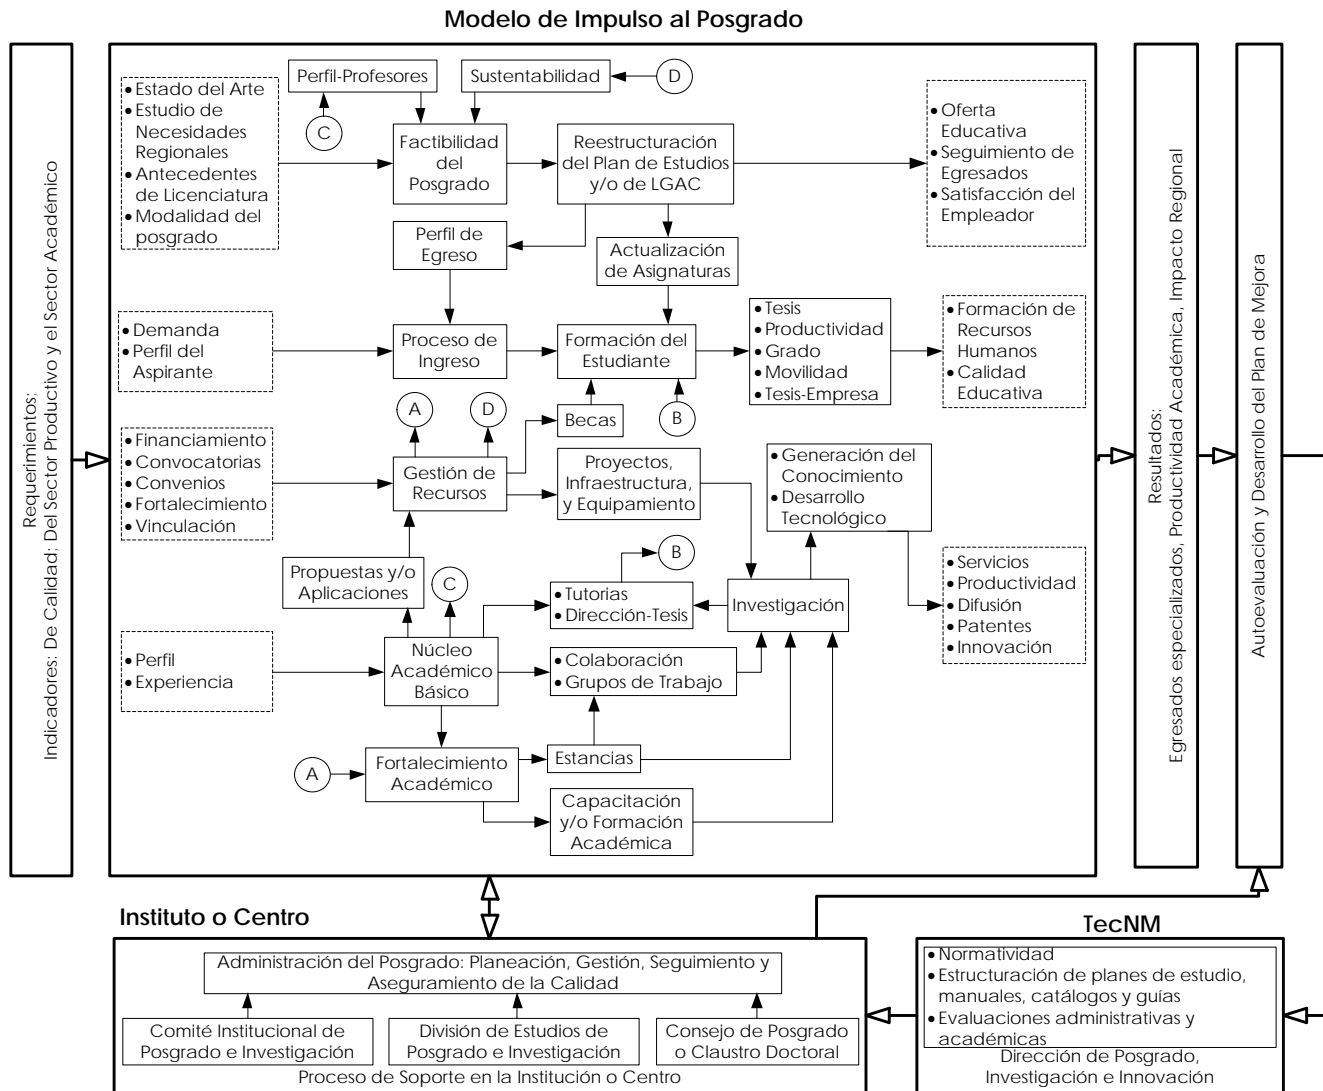 Modelo de Impulso al Posgrado
Requerimientos:
Indicadores: De Calidad; Del Sector Productivo y el Sector Académico
• Estado del Arte
• Estudio de
Necesidades
Regionales
• Antecedentes
de Licenciatura
• Modalidad del
posgrado
Perfil-Profesores
C
Sustentabilidad
D
Factibilidad
del
Posgrado
Reestructuración
del Plan de Estudios
y/o de LGAC
• Oferta
Educativa
• Seguimiento de
Egresados
• Satisfacción del
Empleador
Perfil de
Egreso
Actualización
de Asignaturas
• Demanda
• Perfil del
Aspirante
Proceso de
Ingreso
Formación del
Estudiante
• Tesis
• Productividad
• Grado
• Movilidad
• Tesis-Empresa
• Formación de
Recursos
Humanos
• Calidad
Educativa
A
D
Becas
B
• Financiamiento
• Convocatorias
• Convenios
• Fortalecimiento
• Vinculación
Gestión de
Recursos
Proyectos,
Infraestructura,
y Equipamiento
• Generación del
Conocimiento
• Desarrollo
Tecnológico
Propuestas y/o
Aplicaciones
C
B
• Tutorias
• Dirección-Tesis
Investigación
• Servicios
• Productividad
• Difusión
• Patentes
• Innovación
• Perfil
• Experiencia
Núcleo
Académico
Básico
• Colaboración
• Grupos de Trabajo
A
Fortalecimiento
Académico
Estancias
Capacitación
y/o Formación
Académica
Resultados:
Egresados especializados, Productividad Académica, Impacto Regional
Autoevaluación y Desarrollo del Plan de Mejora
Instituto o Centro
Administración del Posgrado: Planeación, Gestión, Seguimiento y
Aseguramiento de la Calidad
Comité Institucional de
Posgrado e Investigación
División de Estudios de
Posgrado e Investigación
Consejo de Posgrado
o Claustro Doctoral
Proceso de Soporte en la Institución o Centro
TecNM
• Normatividad
• Estructuración de planes de estudio,
manuales, catálogos y guías
• Evaluaciones administrativas y
académicas
Dirección de Posgrado,
Investigación e Innovación